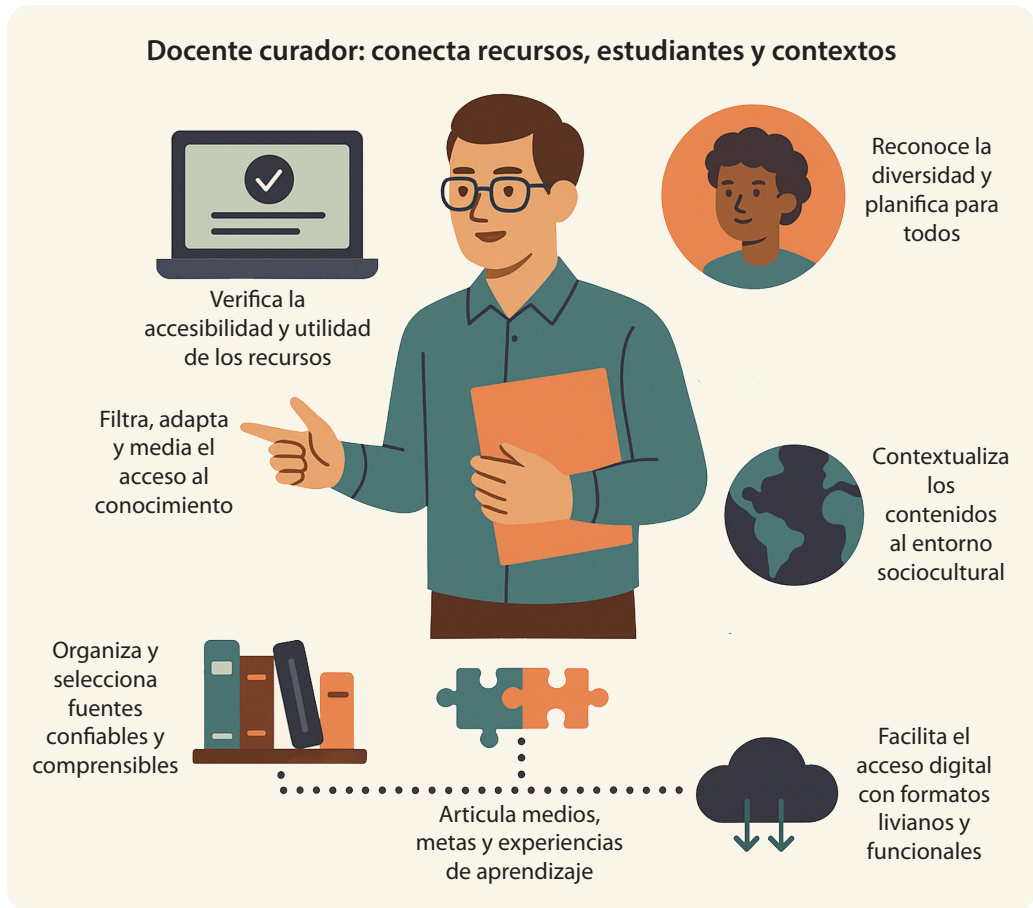 Docente curador: conecta recursos, estudiantes y contextos
Verifica la
accesibilidad y utilidad
de los recursos
Reconoce la
diversidad y
planifica para
todos
Filtra, adapta
y media el
acceso al
conocimiento
Contextualiza
los
contenidos
al entorno
sociocultural
Organiza y
selecciona
fuentes
confiables y
comprensibles
Articula medios,
metas y experiencias
de aprendizaje
Facilita el
acceso digital
con formatos
livianos y
funcionales